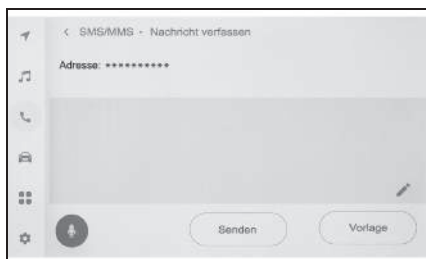 SMS/MMS - Nachricht verfassen
Adresse: **********
Senden
Vorlage